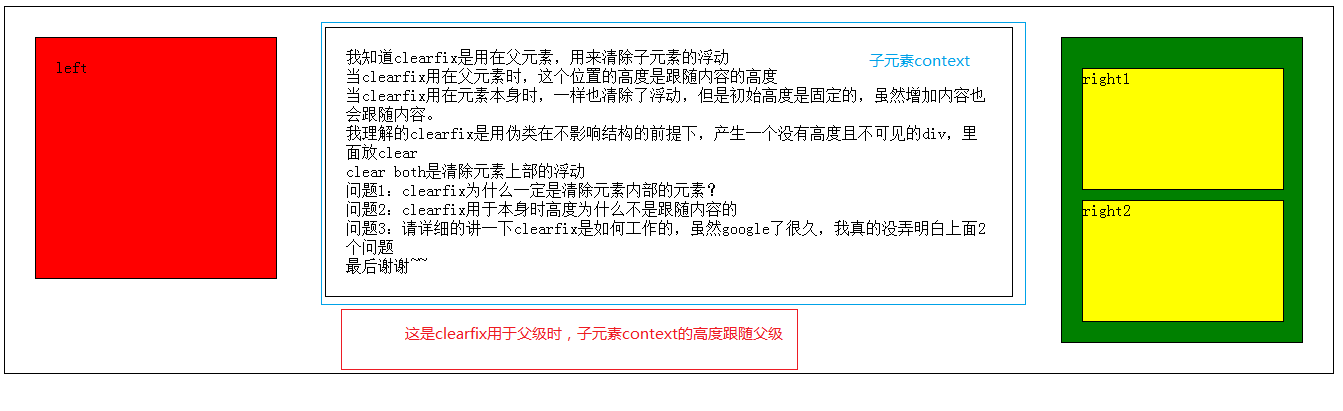 left
我知道clearfix是用在父元素，用来清除子元素的浮动
当clearfix用在父元素时，这个位置的高度是跟随内容的高度
当clearfix用在元素本身时，一样也清除了浮动，但是初始高度是固定的，虽然增加内容也
会跟随内容。
我理解的clearfix是用伪类在不影响结构的前提下，产生一个没有高度且不可见的div，里
面放clear
clear both是清除元素上部的浮动
问题1：clearfix为什么一定是清除元素内部的元素？
问题2：clearfix用于本身时高度为什么不是跟随内容的
问题3：请详细的讲一下clearfix是如何工作的，虽然google了很久，我真的没弄明白上面2
个问题
最后谢谢~~
子元素context
这是clearfix用于父级时，子元素context的高度跟随父级
right1
right2